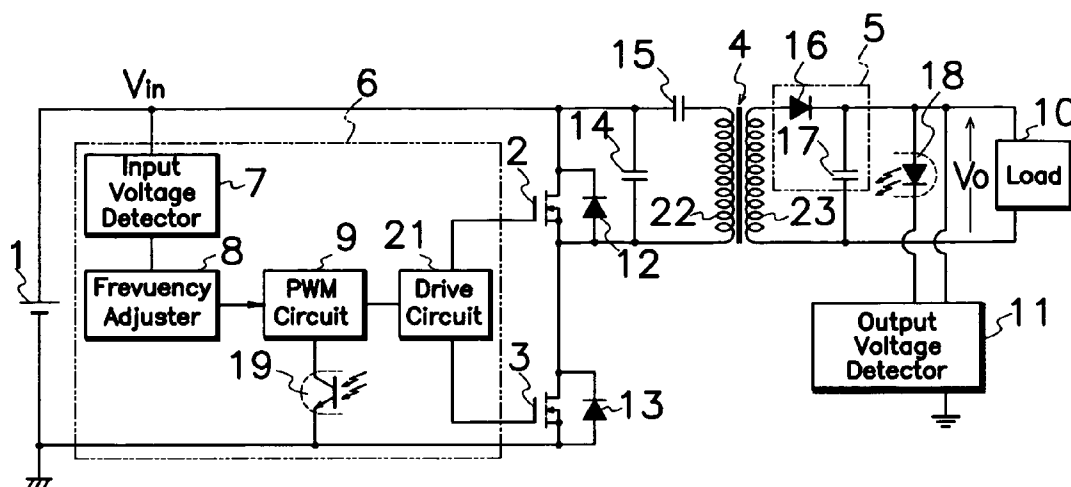 4
16
5
15
18
Vin
6
10
2
14
17
Input
Voltage
Detector
7
Vo
Load
22
23
1
8
9
21
12
Frevuency
Adjuster
PWM
Circuit
Drive
Circuit
Output
Voltage
Detector
11
19
3
13